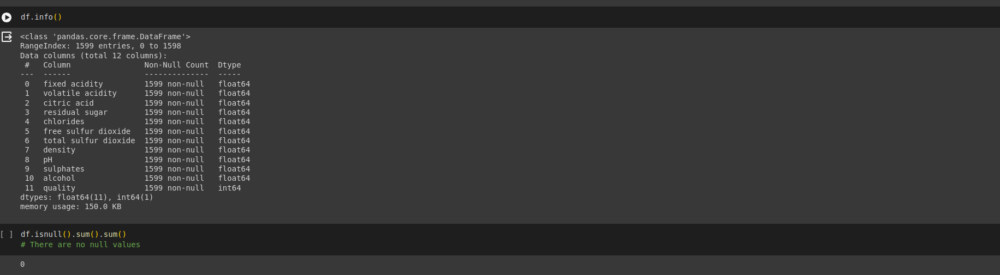 df.info()
<class 'pandas.core.frame.DataFrame'>
RangeIndex: 1599 entries, 0 to 1598
Data columns (total 12 columns):
 #   Column                Non-Null Count  Dtype
---  ------                --------------  -----
 0   fixed acidity         1599 non-null   float64
 1   volatile acidity      1599 non-null   float64
 2   citric acid           1599 non-null   float64
 3   residual sugar        1599 non-null   float64
 4   chlorides             1599 non-null   float64
 5   free sulfur dioxide   1599 non-null   float64
 6   total sulfur dioxide  1599 non-null   float64
 7   density               1599 non-null   float64
 8   pH                    1599 non-null   float64
 9   sulphates             1599 non-null   float64
 10  alcohol               1599 non-null   float64
 11  quality               1599 non-null   int64
dtypes: float64(11), int64(1)
memory usage: 150.0 KB
[ ] df.isnull().sum().sum()
# There are no null values
0